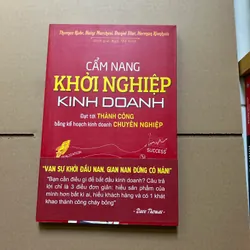 CẨM NANG
KHỞI NGHIỆP
KINH DOANH
Đạt tới THÀNH CÔNG
bằng kế hoạch kinh doanh CHUYÊN NGHIỆP
SUCCESS
"VẠN SỰ KHỞI ĐẦU NAN, GIAN NAN ĐỪNG CÓ NẢN!"
"Bạn cần điều gì để bắt đầu kinh doanh? Câu trả
lời chỉ là 3 điều đơn giản: hiểu sản phẩm của
mình hơn bất kì ai, hiểu khách hàng và có 1 khát
khao thành công cháy bỏng"
- Dave Thomas -